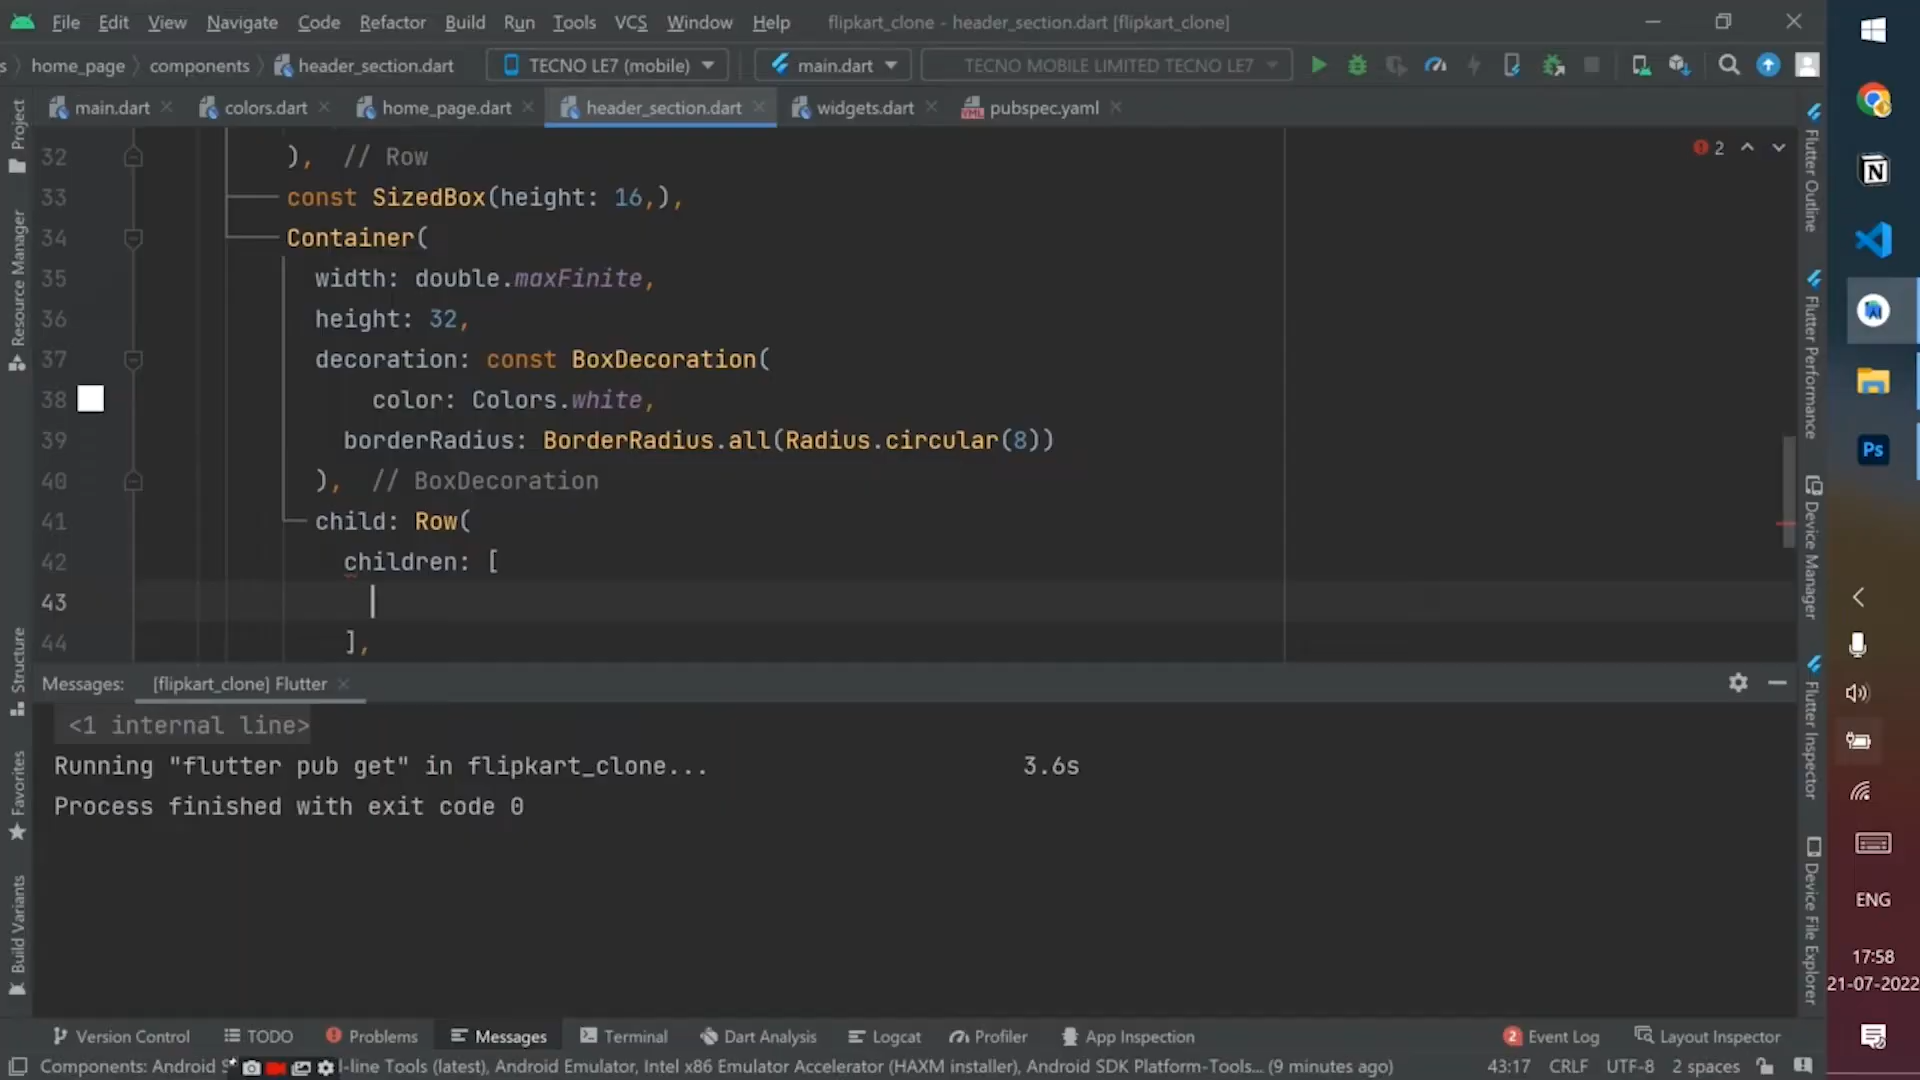 File Edit View Navigate Code Refactor Build Run Tools VCS Window Help flipkart_clone - header_section.dart [flipkart_clone]
s home_page components header_section.dart TECNO LE7 (mobile) main.dart TECNO MOBILE LIMITED TECNO LE7
main.dart colors.dart home_page.dart header_section.dart widgets.dart pubspec.yaml
32 ), // Row
2
33 const SizedBox(height: 16,),
34 Container(
35 width: double.maxFinite,
36 height: 32,
37 decoration: const BoxDecoration(
38 color: Colors.white,
39 borderRadius: BorderRadius.all(Radius.circular(8))
40 ), // BoxDecoration
41 child: Row(
42 children: [
43
44 ],
Messages: [flipkart_clone] Flutter
<1 internal line>
Running "flutter pub get" in flipkart_clone... 3.6s
Process finished with exit code 0
Version Control TODO Problems Messages Terminal Dart Analysis Logcat Profiler App Inspection 2 Event Log Layout Inspector
Components: Android S l-line Tools (latest), Android Emulator, Intel x86 Emulator Accelerator (HAXM installer), Android SDK Platform-Tools... (9 minutes ago) 43:17 CRLF UTF-8 2 spaces
Project
Resource Manager
Structure
Favorites
Build Variants
Flutter Outline
Flutter Performance
Device Manager
Flutter Inspector
Device File Explorer
N
Ps
ENG
17:58
21-07-2022